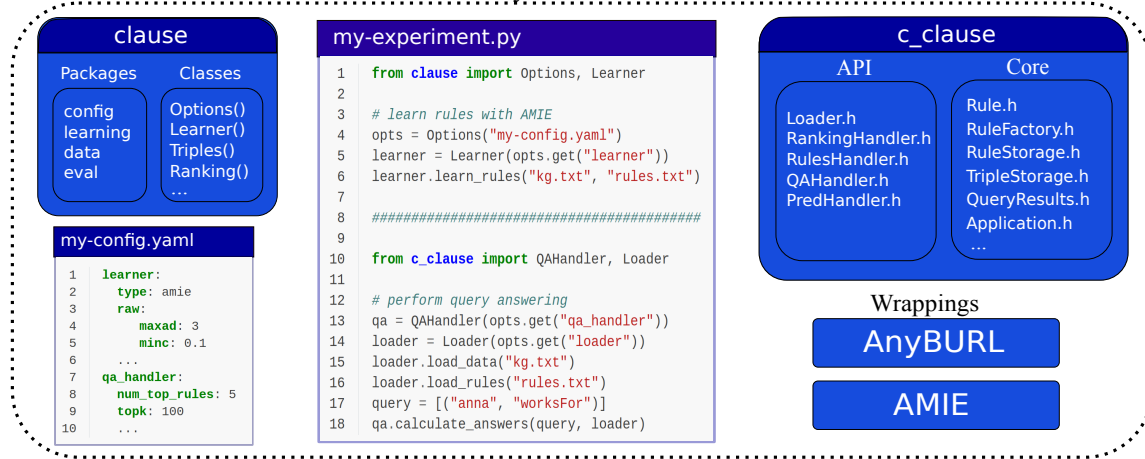 clause
Packages
Classes
config
learning
data
eval
Options()
Learner()
Triples()
Ranking()
...
my-config.yaml
1 learner:
2   type: amie
3   raw:
4      maxad: 3
5      minc: 0.1
6   ...
7 qa_handler:
8   num_top_rules: 5
9   topk: 100
10   ...
my-experiment.py
1 from clause import Options, Learner
2
3 # learn rules with AMIE
4 opts = Options("my-config.yaml")
5 learner = Learner(opts.get("learner"))
6 learner.learn_rules("kg.txt", "rules.txt")
7
8 ##########################################
9
10 from c_clause import QAHandler, Loader
11
12 # perform query answering
13 qa = QAHandler(opts.get("qa_handler"))
14 loader = Loader(opts.get("loader"))
15 loader.load_data("kg.txt")
16 loader.load_rules("rules.txt")
17 query = [("anna", "worksFor")]
18 qa.calculate_answers(query, loader)
c_clause
API
Core
Loader.h
RankingHandler.h
RulesHandler.h
QAHandler.h
PredHandler.h
Rule.h
RuleFactory.h
RuleStorage.h
TripleStorage.h
QueryResults.h
Application.h
...
Wrappings
AnyBURL
AMIE